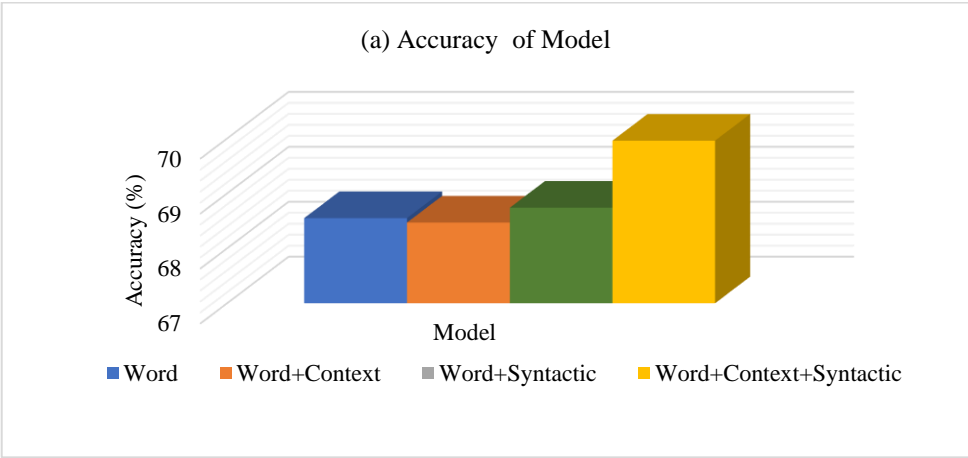 (a) Accuracy of Model
70
69
68
67
Accuracy (%)
Model
Word Word+Context Word+Syntactic Word+Context+Syntactic